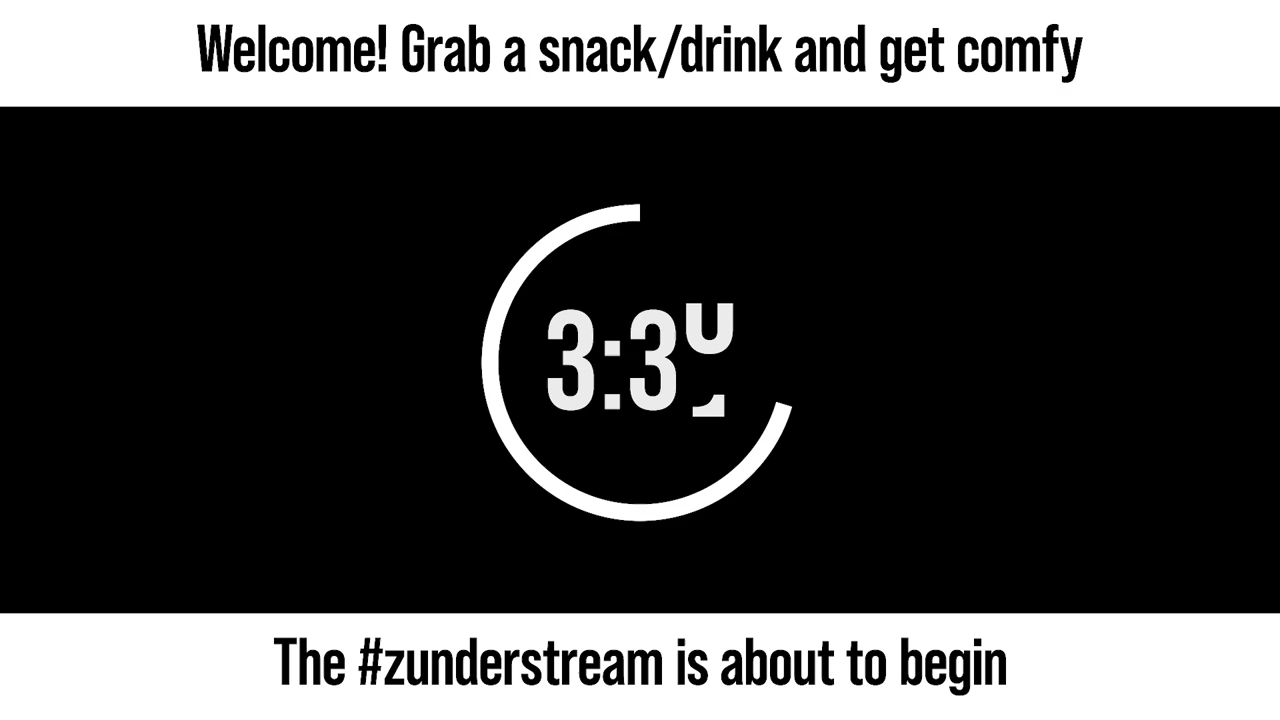 Welcome! Grab a snack/drink and get comfy
3:3
The #zunderstream is about to begin